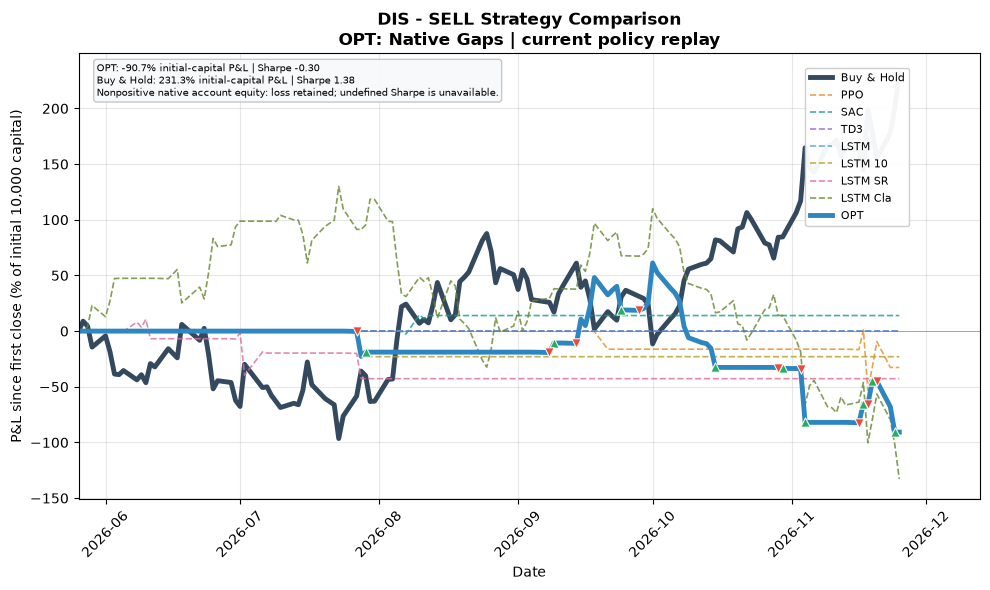 DIS - SELL Strategy Comparison
OPT: Native Gaps | current policy replay
OPT: -90.7% initial-capital P&L | Sharpe -0.30
Buy & Hold: 231.3% initial-capital P&L | Sharpe 1.38
Nonpositive native account equity: loss retained; undefined Sharpe is unavailable.
Buy & Hold
PPO
SAC
TD3
LSTM
LSTM 10
LSTM SR
LSTM Cla
OPT
P&L since first close (% of initial 10,000 capital)
200
150
100
50
0
−50
−100
−150
2026-06
2026-07
2026-08
2026-09
2026-10
2026-11
2026-12
Date